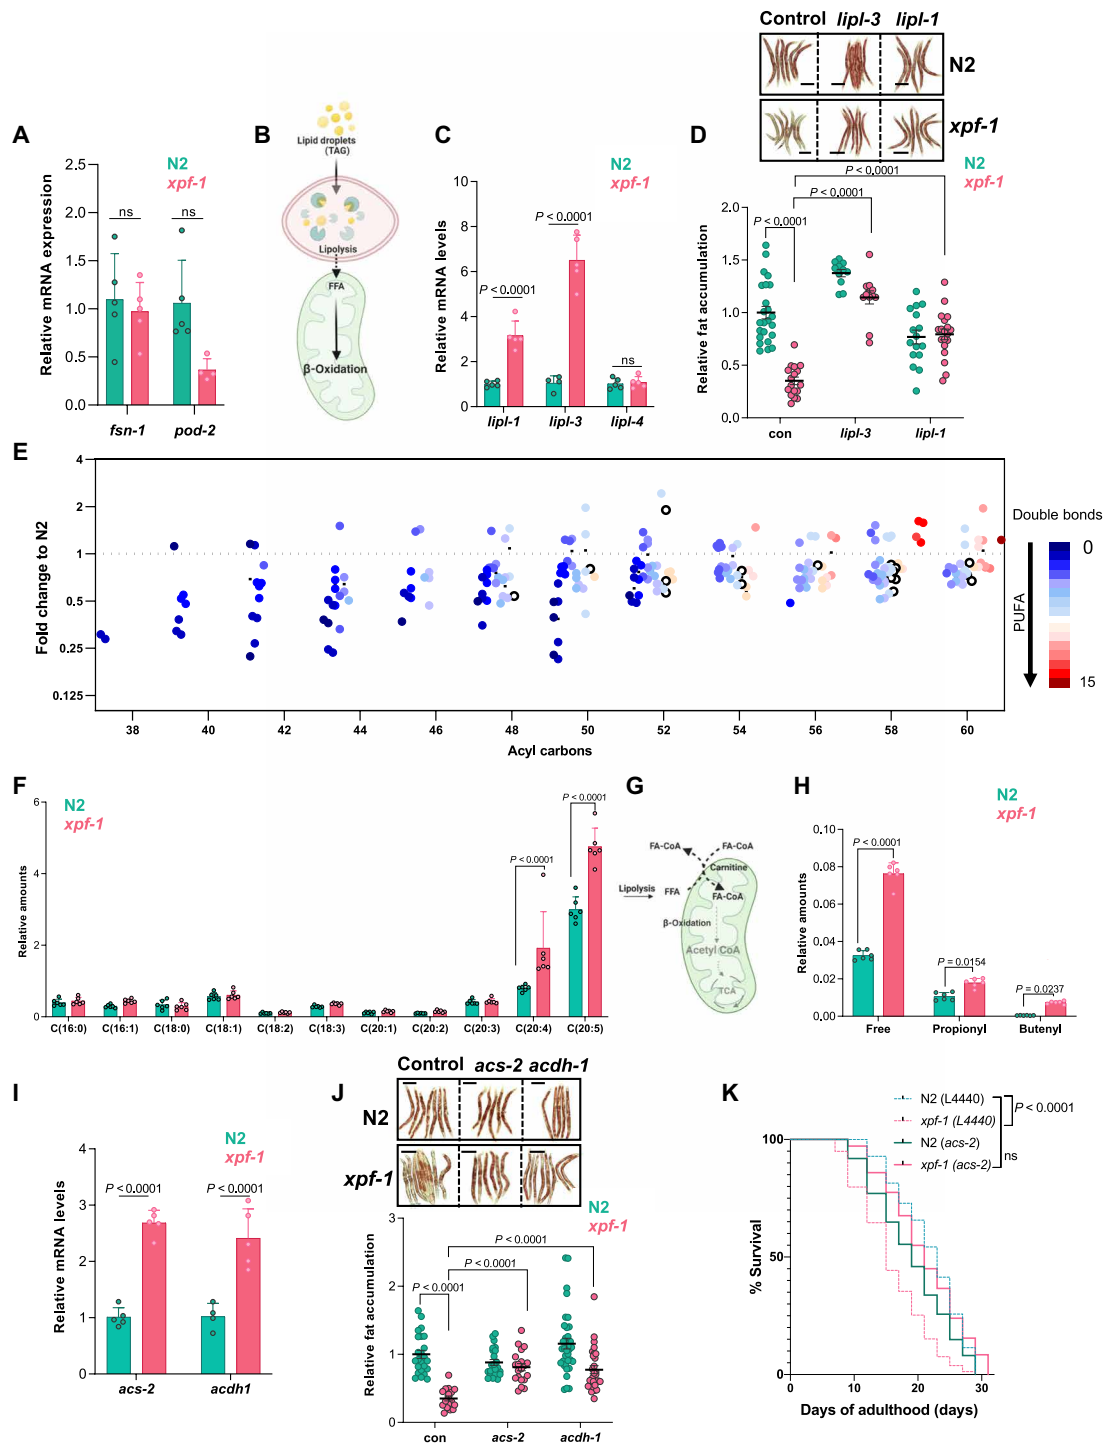 Control lipl-3 lipl-1
N2
xpf-1
A
N2
xpf-1
Relative mRNA expression
2.5
2.0
1.5
1.0
0.5
0.0
ns
ns
fsn-1 pod-2
B
Lipid droplets
(TAG)
Lipolysis
FFA
β-Oxidation
C
N2
xpf-1
Relative mRNA levels
10
8
6
4
2
0
P < 0.0001
P < 0.0001
ns
lipl-1 lipl-3 lipl-4
D
N2
xpf-1
P < 0.0001
P < 0.0001
P < 0.0001
Relative fat accumulation
2.0
1.5
1.0
0.5
0.0
con lipl-3 lipl-1
E
Fold change to N2
4
2
1
0.5
0.25
0.125
38 40 42 44 46 48 50 52 54 56 58 60
Acyl carbons
Double bonds
0
15
PUFA
F
N2
xpf-1
Relative amounts
6
4
2
0
P < 0.0001
P < 0.0001
C(16:0) C(16:1) C(18:0) C(18:1) C(18:2) C(18:3) C(20:1) C(20:2) C(20:3) C(20:4) C(20:5)
G
FA-CoA FA-CoA
Carnitine
Lipolysis FFA FA-CoA
β-Oxidation
Acetyl CoA
TCA
H
N2
xpf-1
Relative amounts
0.10
0.08
0.06
0.04
0.02
0.00
P < 0.0001
P = 0.0154
P = 0.0237
Free Propionyl Butenyl
I
N2
xpf-1
Relative mRNA levels
4
3
2
1
0
P < 0.0001 P < 0.0001
acs-2 acdh1
J
Control acs-2 acdh-1
N2
xpf-1
N2
xpf-1
Relative fat accumulation
3
2
1
0
P < 0.0001
P < 0.0001
P < 0.0001
con acs-2 acdh-1
K
N2 (L4440)
xpf-1 (L4440)
N2 (acs-2)
xpf-1 (acs-2)
P < 0.0001
ns
% Survival
100
50
0
0 10 20 30
Days of adulthood (days)